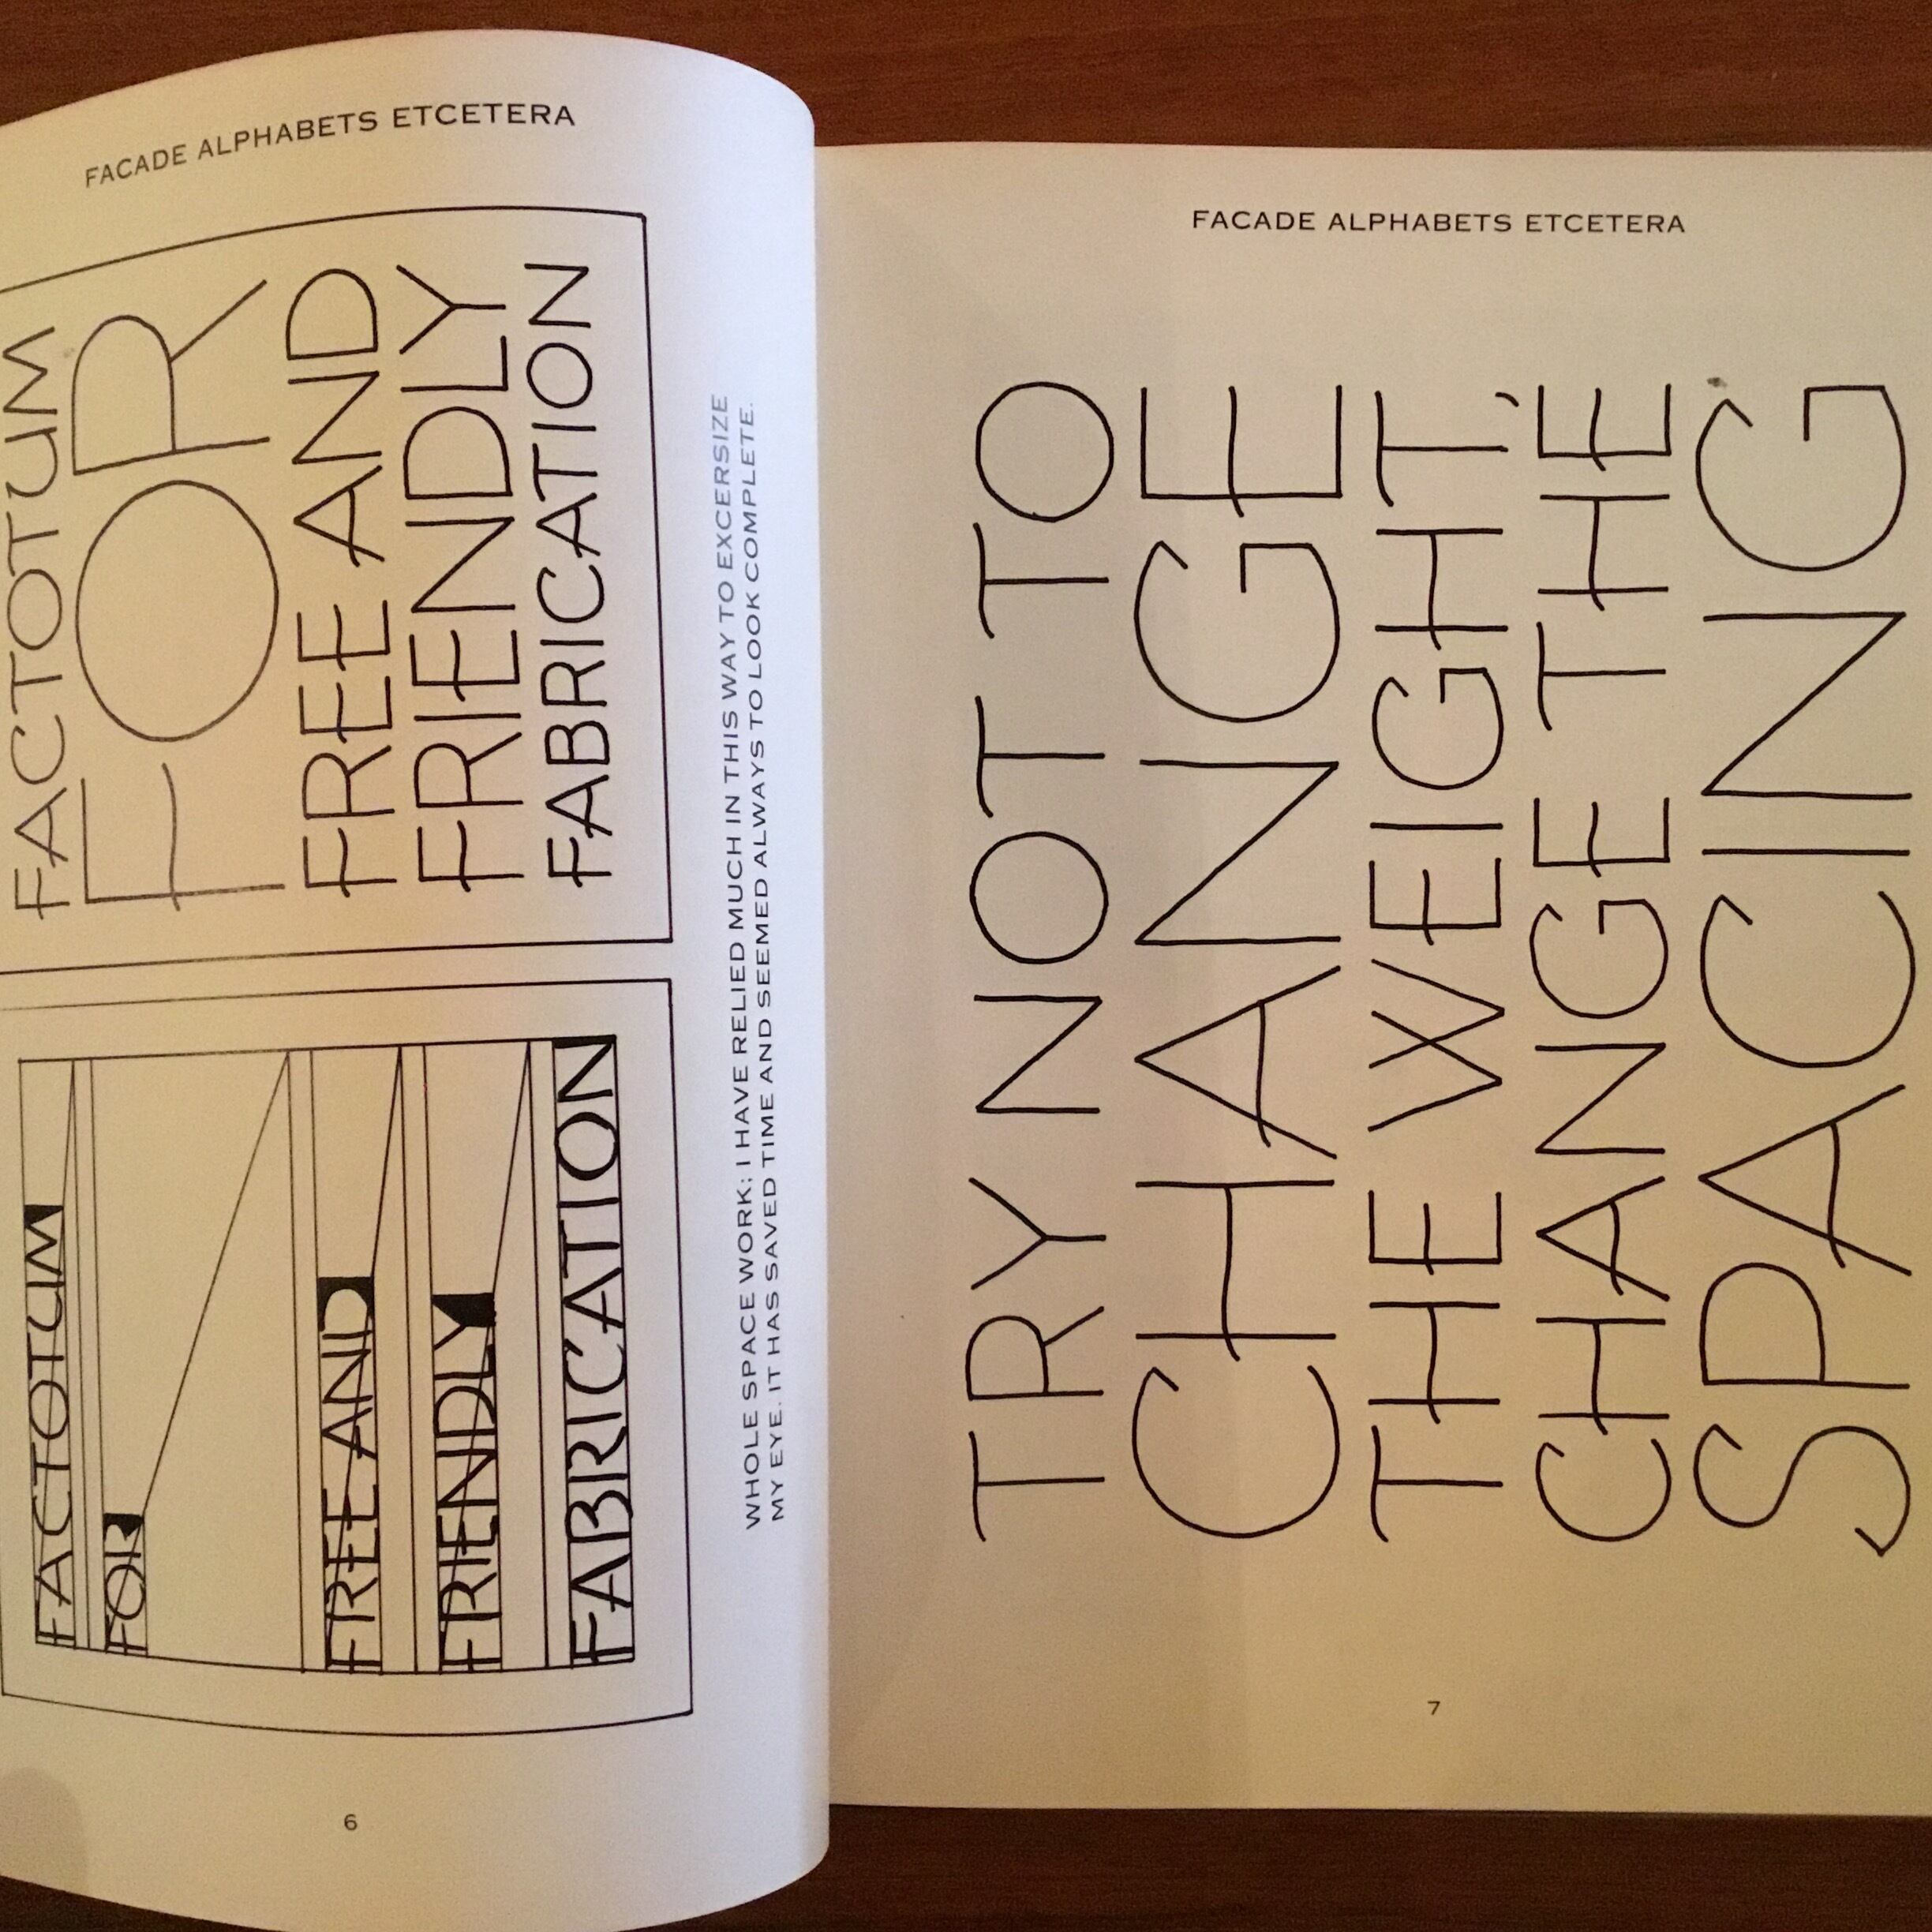 FACADE ALPHABETS ETCETERA
FACTOTUM
FOR
FREE AND
FRIENDLY
FABRICATION
FACTOTUM
FOR
FREE AND
FRIENDLY
FABRICATION
WHOLE SPACE WORK: I HAVE RELIED MUCH IN THIS WAY TO EXCERSIZE
MY EYE. IT HAS SAVED TIME AND SEEMED ALWAYS TO LOOK COMPLETE.
6
FACADE ALPHABETS ETCETERA
TRY NOT TO
CHANGE
THE WEIGHT,
CHANGE THE
SPACING
7